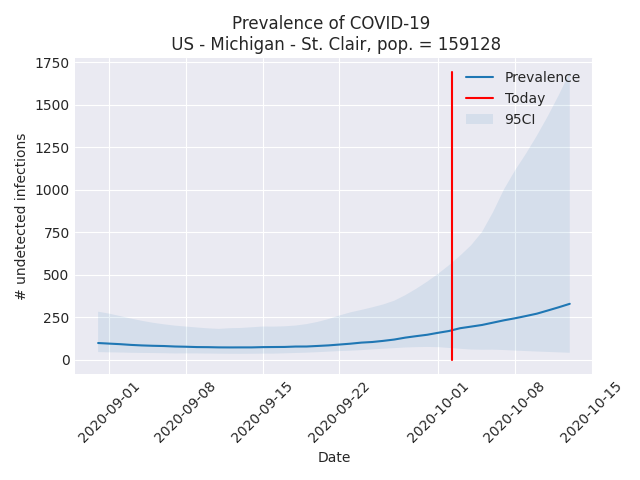 Prevalence of COVID-19
US - Michigan - St. Clair, pop. = 159128
1750
1500
1250
1000
750
500
250
0
# undetected infections
Prevalence
Today
95CI
2020-09-01
2020-09-08
2020-09-15
2020-09-22
2020-10-01
2020-10-08
2020-10-15
Date